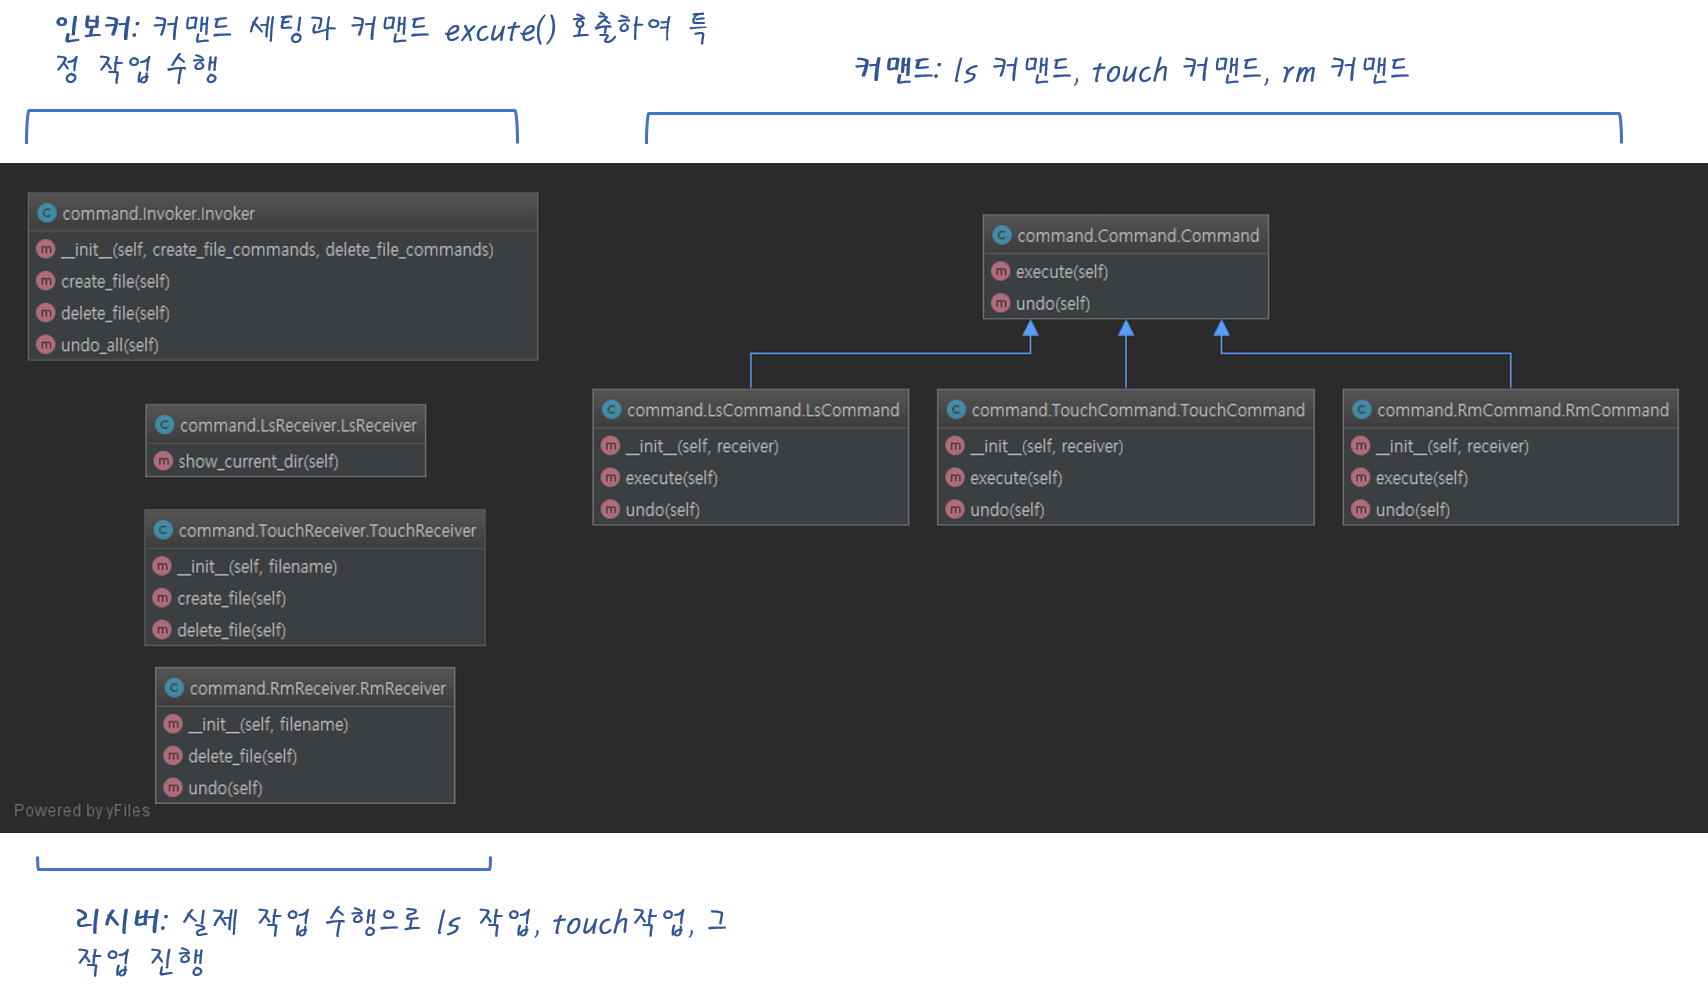 인보커: 커맨드 세팅과 커맨드 excute() 호출하여 특
정 작업 수행
커맨드: ls 커맨드, touch 커맨드, rm 커맨드
command.Invoker.Invoker
__init__(self, create_file_commands, delete_file_commands)
create_file(self)
delete_file(self)
undo_all(self)
command.LsReceiver.LsReceiver
show_current_dir(self)
command.TouchReceiver.TouchReceiver
__init__(self, filename)
create_file(self)
delete_file(self)
command.RmReceiver.RmReceiver
__init__(self, filename)
delete_file(self)
undo(self)
command.Command.Command
execute(self)
undo(self)
command.LsCommand.LsCommand
__init__(self, receiver)
execute(self)
undo(self)
command.TouchCommand.TouchCommand
__init__(self, receiver)
execute(self)
undo(self)
command.RmCommand.RmCommand
__init__(self, receiver)
execute(self)
undo(self)
Powered by yFiles
리시버: 실제 작업 수행으로 ls 작업, touch작업, 그
작업 진행